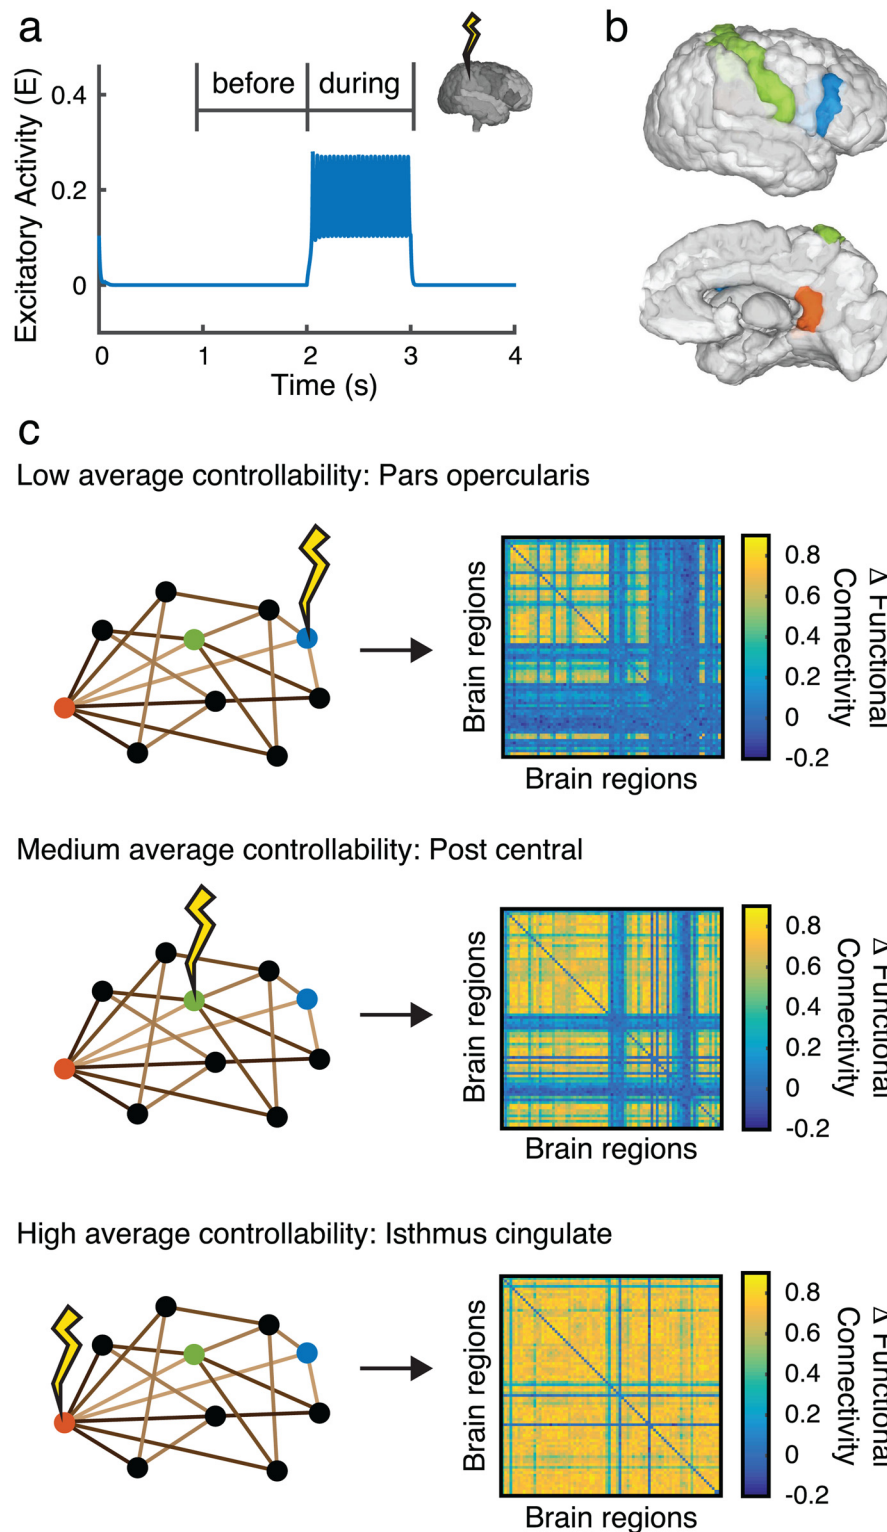 a
b
before
during
Excitatory Activity (E)
0.4
0.2
0
0
1
2
3
4
Time (s)
c
Low average controllability: Pars opercularis
Brain regions
Brain regions
0.8
0.6
0.4
0.2
0
-0.2
Δ Functional
Connectivity
Medium average controllability: Post central
Brain regions
Brain regions
0.8
0.6
0.4
0.2
0
-0.2
Δ Functional
Connectivity
High average controllability: Isthmus cingulate
Brain regions
Brain regions
0.8
0.6
0.4
0.2
0
-0.2
Δ Functional
Connectivity